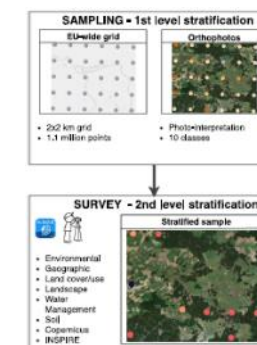 SAMPLING - 1st level stratification
EU-wide grid
Orthophotos
• 2x2 km grid
• 1.1 million points
• Photo-interpretation
• 10 classes
SURVEY - 2nd level stratification
Stratified sample
• Environmental
• Geographic
• Land cover/use
• Landscape
• Water
Management
• Soil
• Copernicus
• INSPIRE